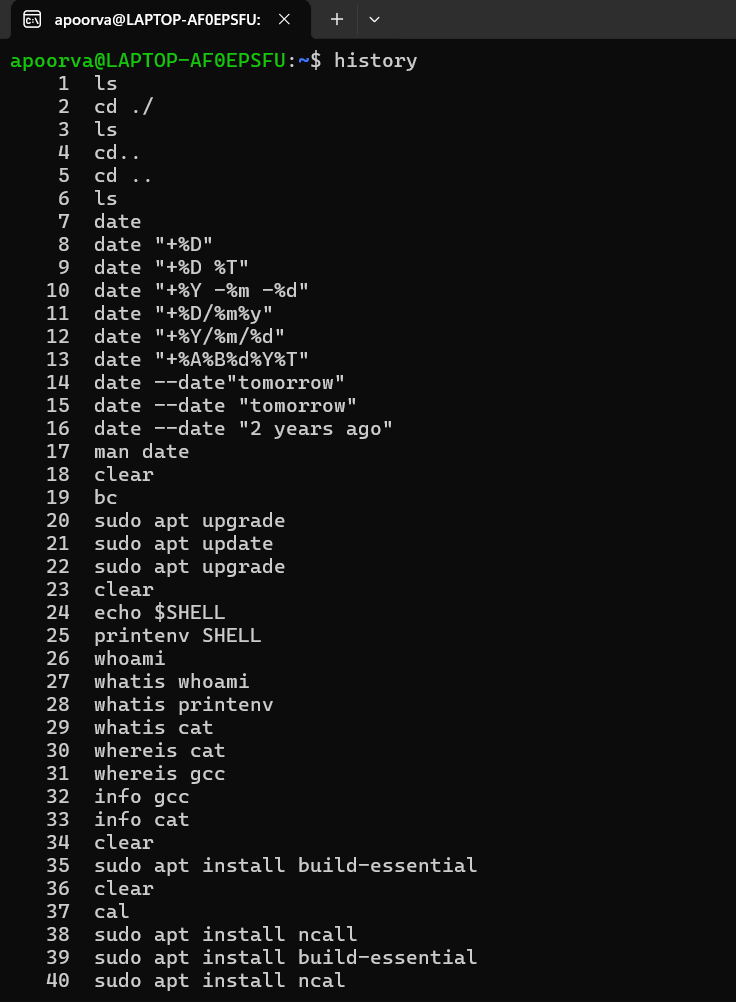 apoorva@LAPTOP-AF0EPSFU:
apoorva@LAPTOP-AF0EPSFU:~$ history
1 ls
2 cd ./
3 ls
4 cd..
5 cd ..
6 ls
7 date
8 date "+%D"
9 date "+%D %T"
10 date "+%Y -%m -%d"
11 date "+%D/%m%y"
12 date "+%Y/%m/%d"
13 date "+%A%B%d%Y%T"
14 date --date"tomorrow"
15 date --date "tomorrow"
16 date --date "2 years ago"
17 man date
18 clear
19 bc
20 sudo apt upgrade
21 sudo apt update
22 sudo apt upgrade
23 clear
24 echo $SHELL
25 printenv SHELL
26 whoami
27 whatis whoami
28 whatis printenv
29 whatis cat
30 whereis cat
31 whereis gcc
32 info gcc
33 info cat
34 clear
35 sudo apt install build-essential
36 clear
37 cal
38 sudo apt install ncall
39 sudo apt install build-essential
40 sudo apt install ncal